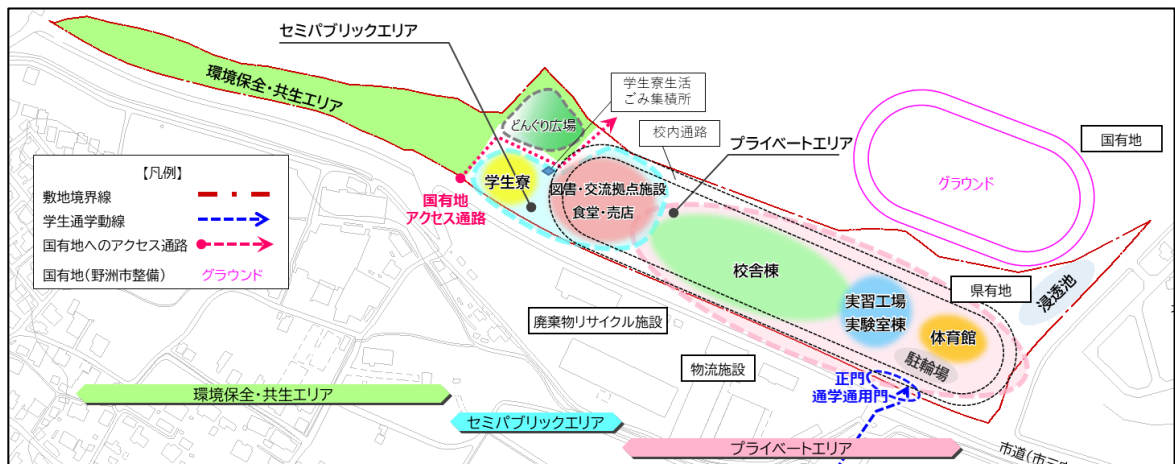 セミパブリックエリア
環境保全・共生エリア
学生寮生活
ごみ集積所
どんぐり広場
校内通路
プライベートエリア
国有地
グラウンド
【凡例】
敷地境界線
学生通学動線
国有地へのアクセス通路
国有地(野洲市整備)
グラウンド
学生寮
国有地
アクセス通路
図書・交流拠点施設
食堂・売店
校舎棟
実習工場
実験室棟
県有地
浸透池
体育館
駐輪場
廃棄物リサイクル施設
物流施設
正門
通学通用門
環境保全・共生エリア
セミパブリックエリア
プライベートエリア
市道(市三